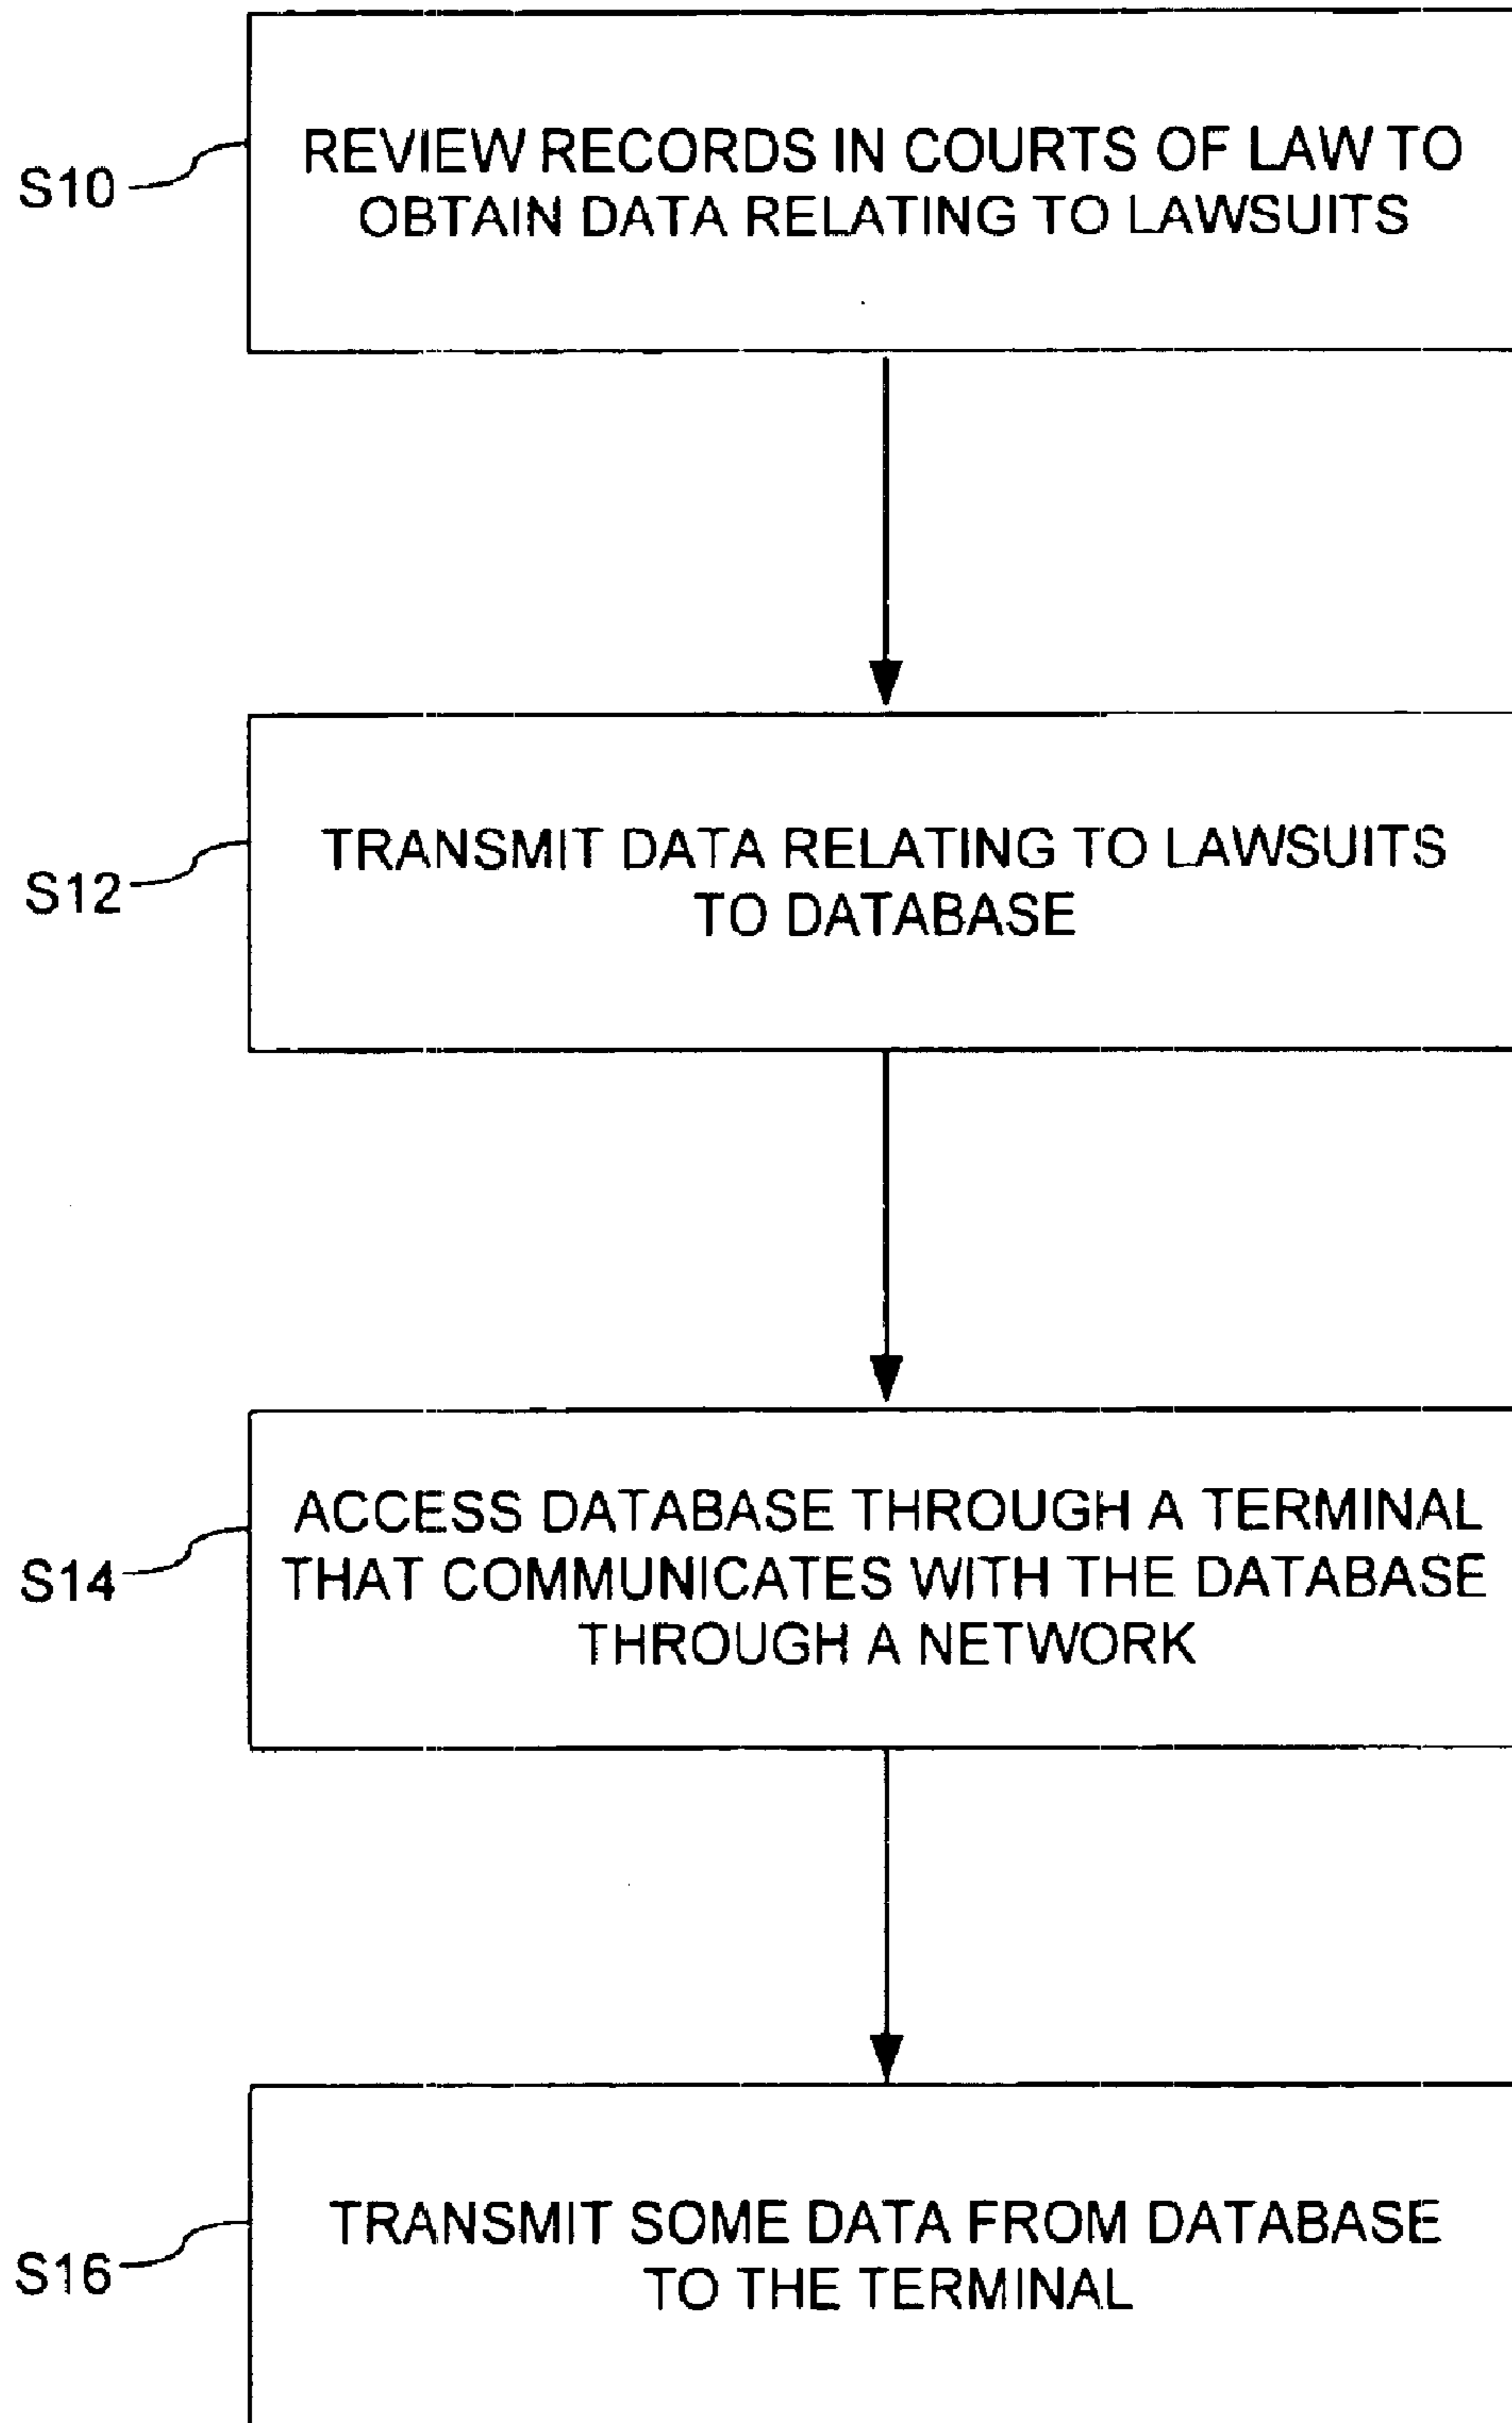 S10
REVIEW RECORDS IN COURTS OF LAW TO
OBTAIN DATA RELATING TO LAWSUITS
S12
TRANSMIT DATA RELATING TO LAWSUITS
TO DATABASE
S14
ACCESS DATABASE THROUGH A TERMINAL
THAT COMMUNICATES WITH THE DATABASE
THROUGH A NETWORK
S16
TRANSMIT SOME DATA FROM DATABASE
TO THE TERMINAL